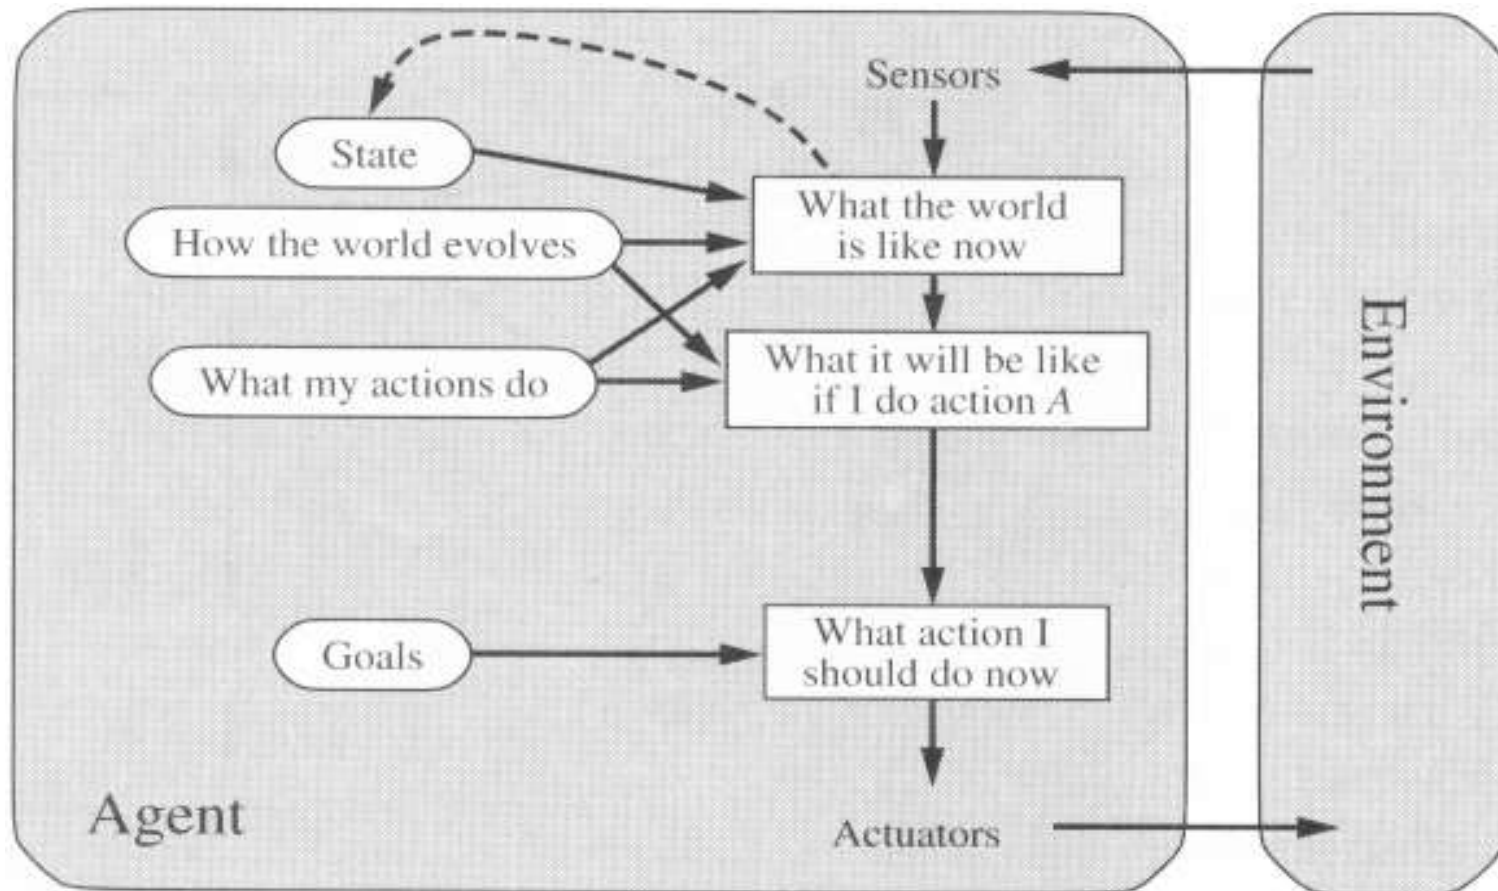 Sensors
State
What the world
is like now
How the world evolves
What my actions do
What it will be like
if I do action A
Goals
What action I
should do now
Agent
Actuators
Environment